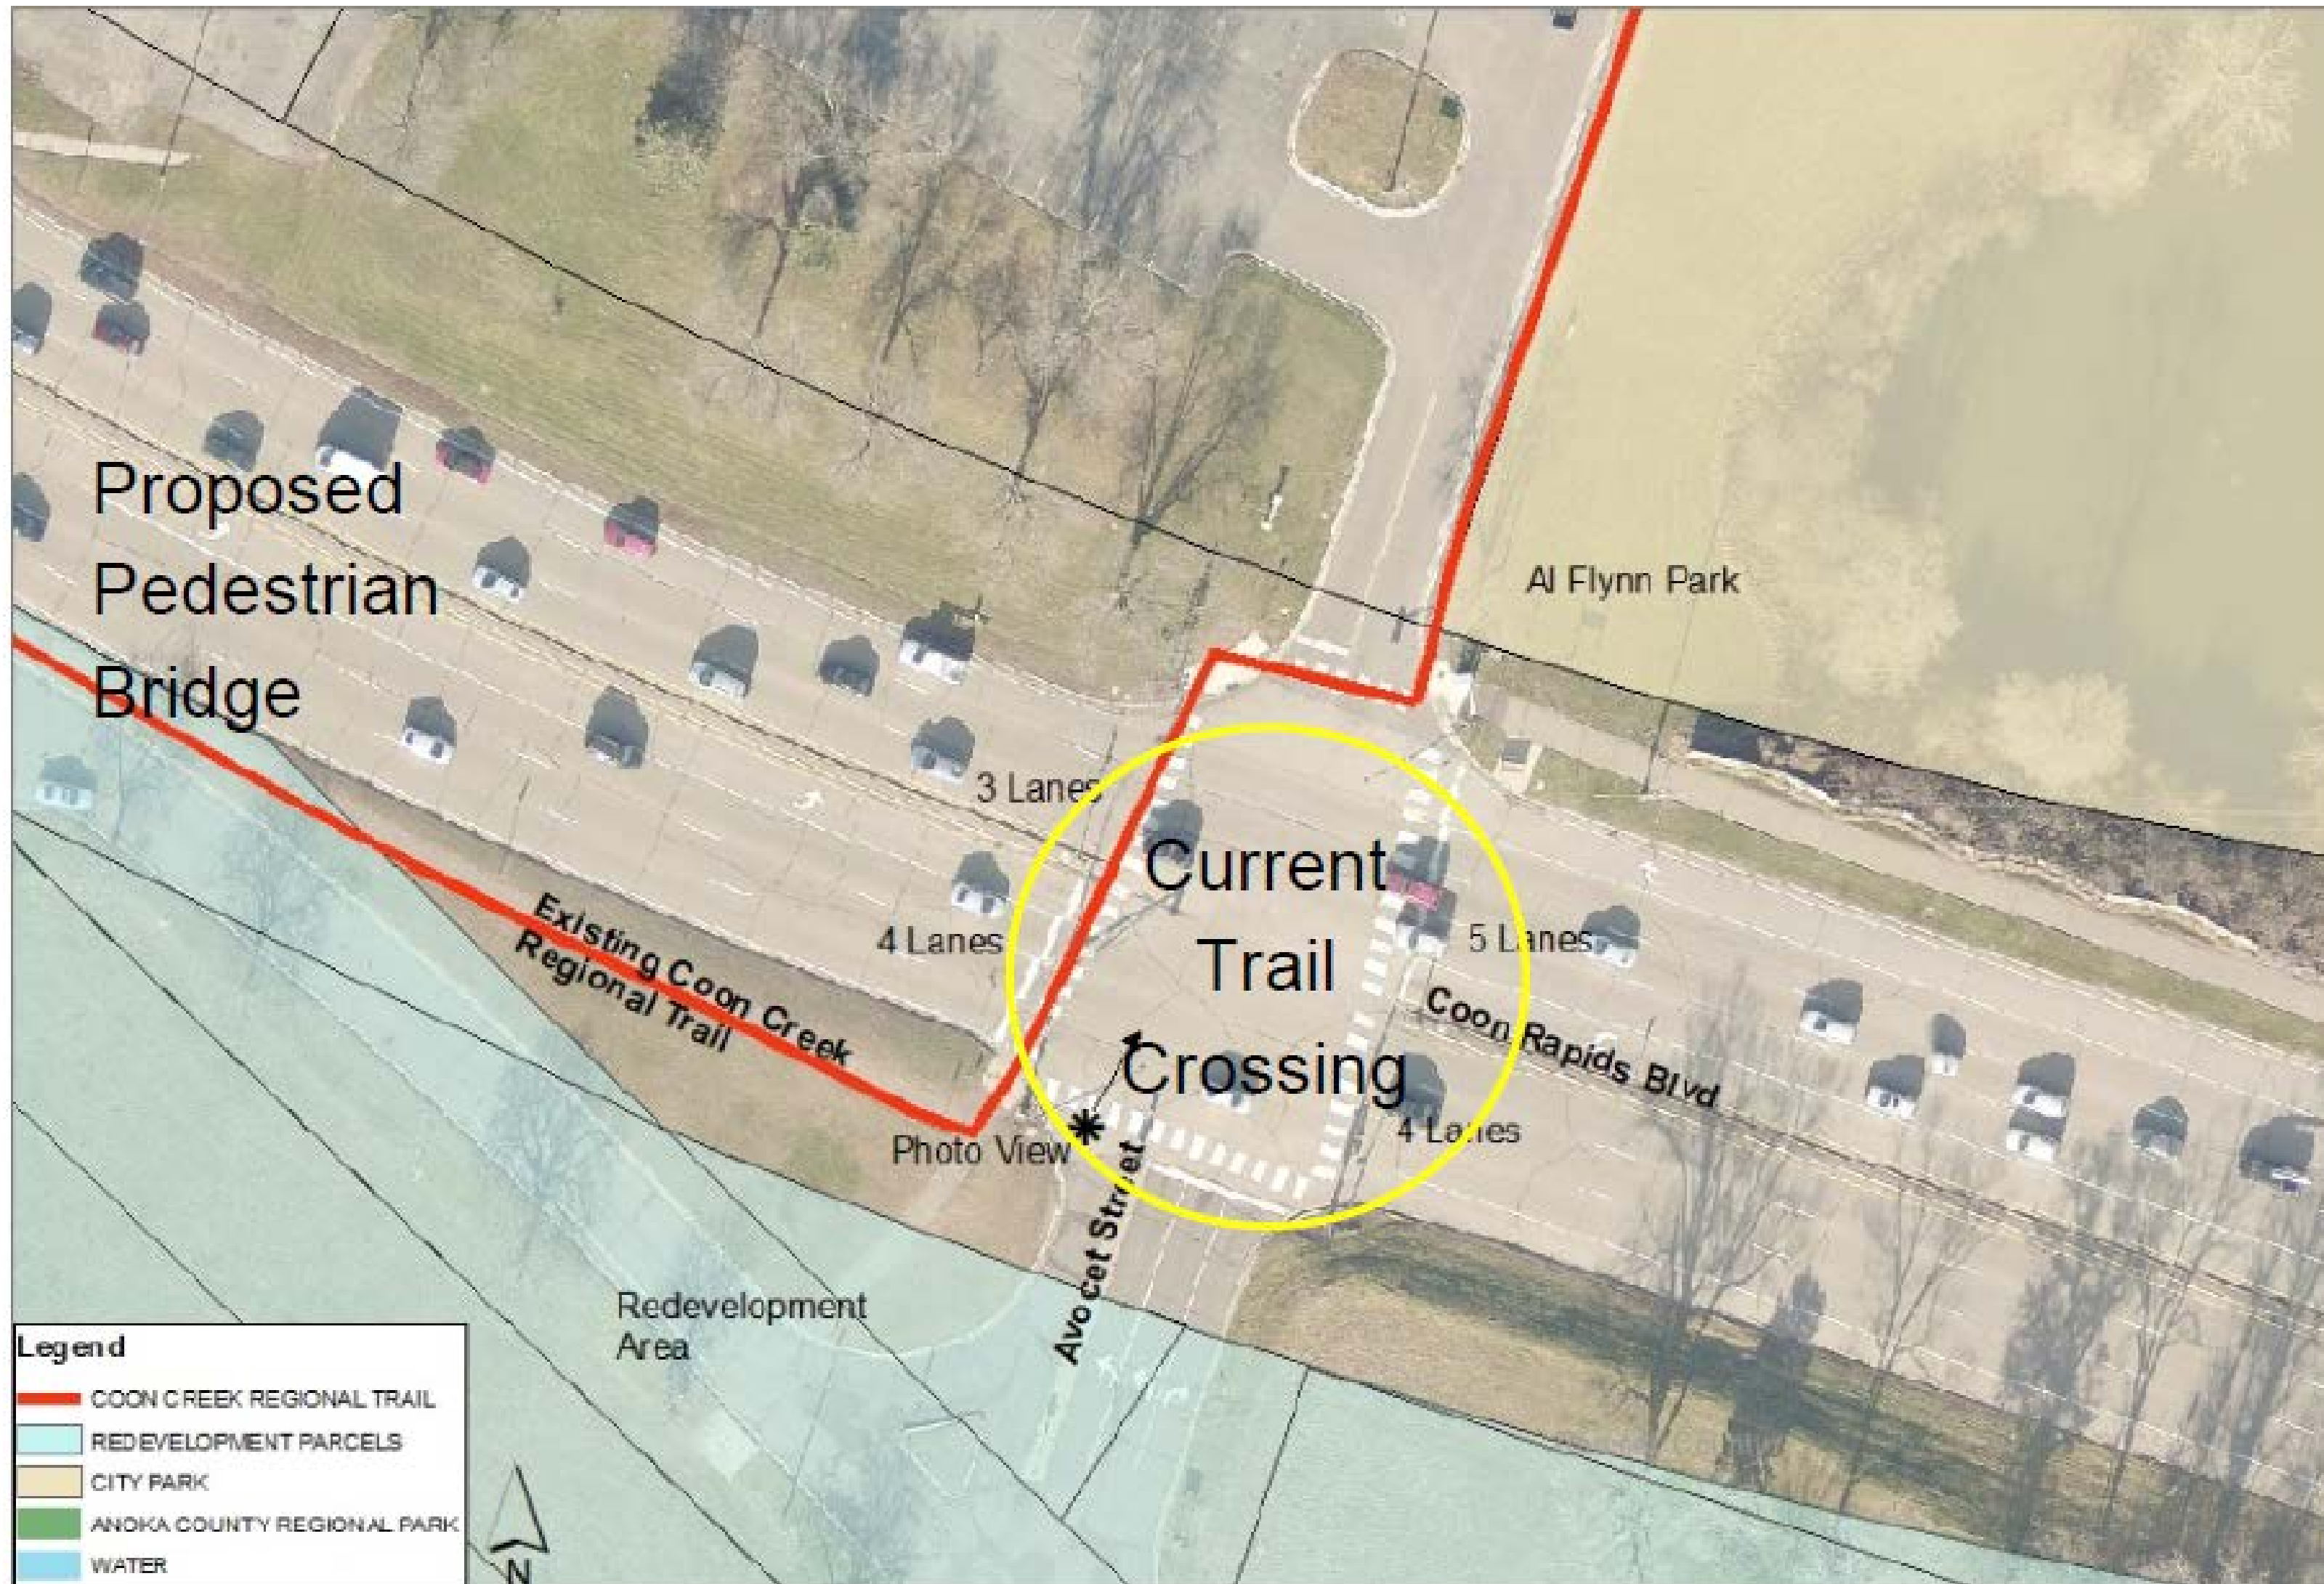 Proposed
Pedestrian
Bridge
Al Flynn Park
3 Lanes
Current
Trail
Crossing
4 Lanes
5 Lanes
Existing Coon Creek
Regional Trail
Coon Rapids Blvd
4 Lanes
Photo View
Avocet Street
Redevelopment
Area
Legend
COON CREEK REGIONAL TRAIL
REDEVELOPMENT PARCELS
CITY PARK
ANOKA COUNTY REGIONAL PARK
WATER
N